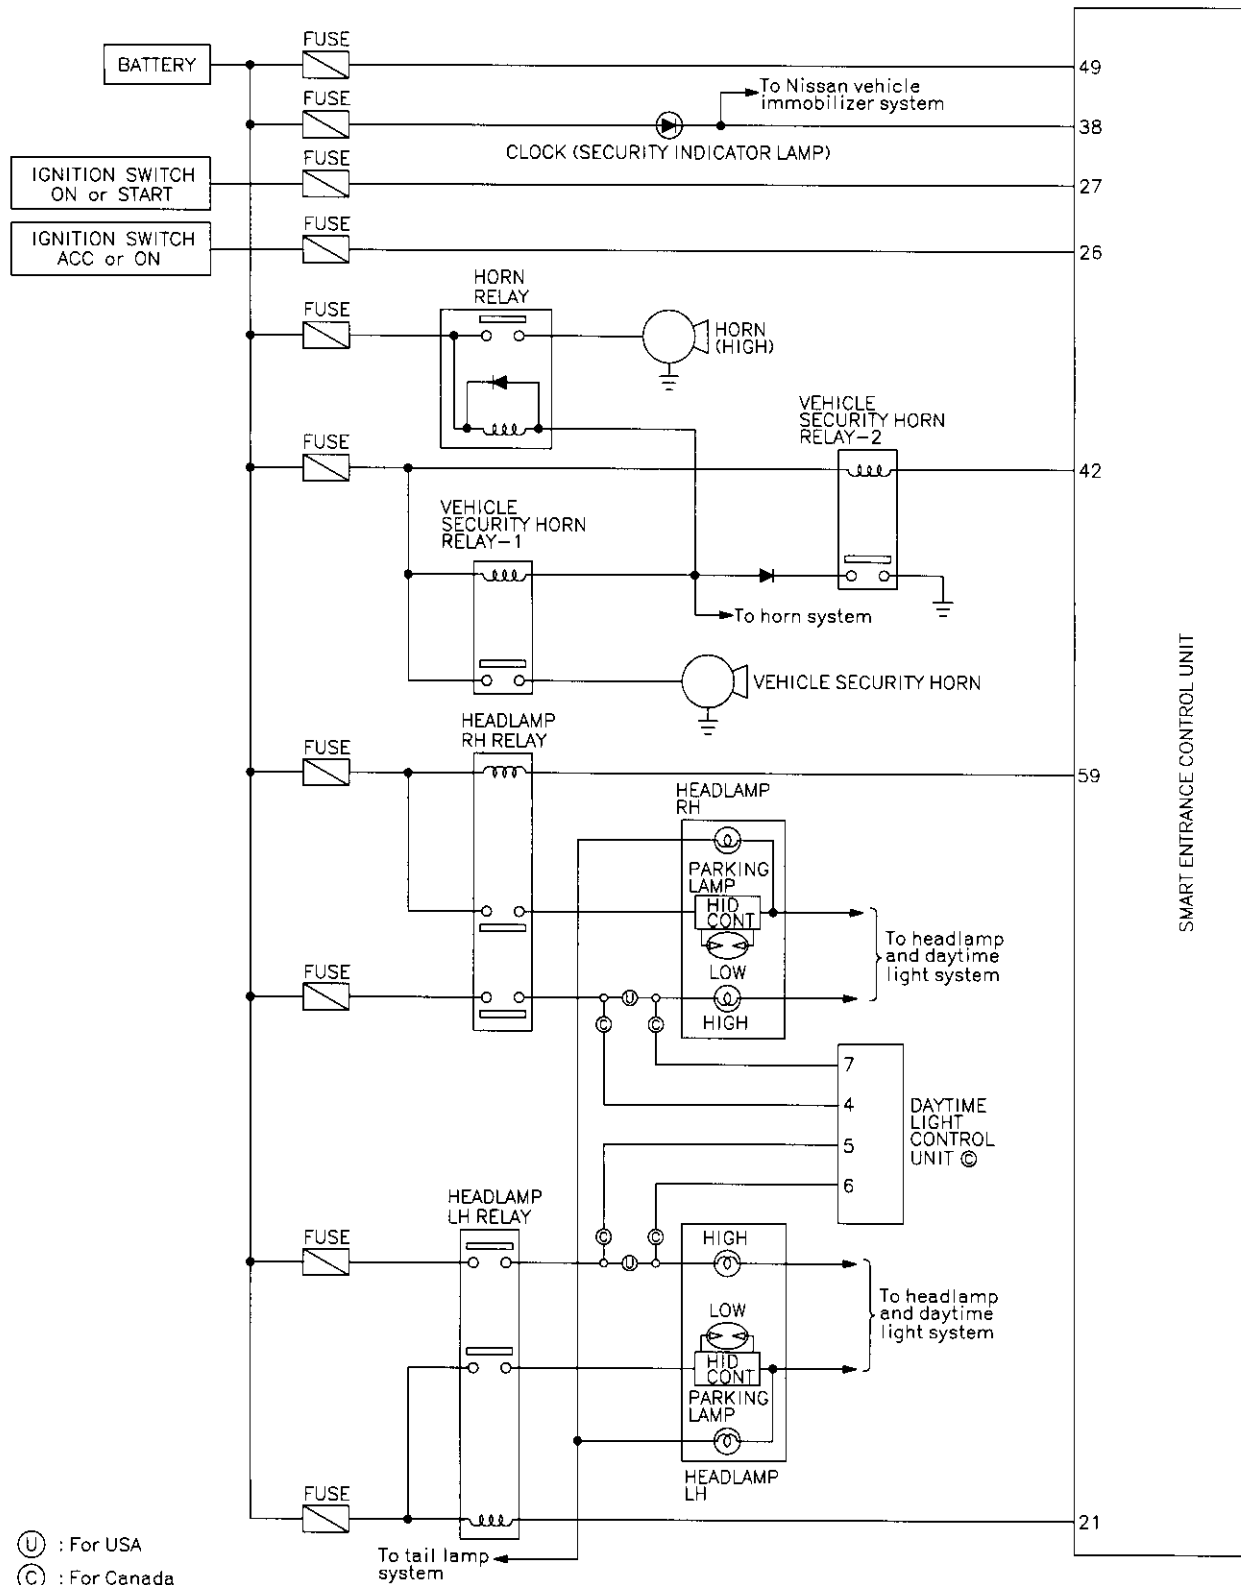 BATTERY
FUSE
49
To Nissan vehicle
immobilizer system
FUSE
38
CLOCK (SECURITY INDICATOR LAMP)
IGNITION SWITCH
ON or START
FUSE
27
IGNITION SWITCH
ACC or ON
FUSE
26
HORN
RELAY
FUSE
HORN
(HIGH)
VEHICLE
SECURITY HORN
RELAY-2
FUSE
42
VEHICLE
SECURITY HORN
RELAY-1
To horn system
VEHICLE SECURITY HORN
SMART ENTRANCE CONTROL UNIT
HEADLAMP
RH RELAY
FUSE
59
HEADLAMP
RH
PARKING
LAMP
HID
CONT
LOW
HIGH
To headlamp
and daytime
light system
FUSE
U
C
C
7
4
5
6
DAYTIME
LIGHT
CONTROL
UNIT C
HEADLAMP
LH RELAY
FUSE
C
C
U
HIGH
LOW
HID
CONT
PARKING
LAMP
HEADLAMP
LH
To headlamp
and daytime
light system
FUSE
21
To tail lamp
system
U : For USA
C : For Canada